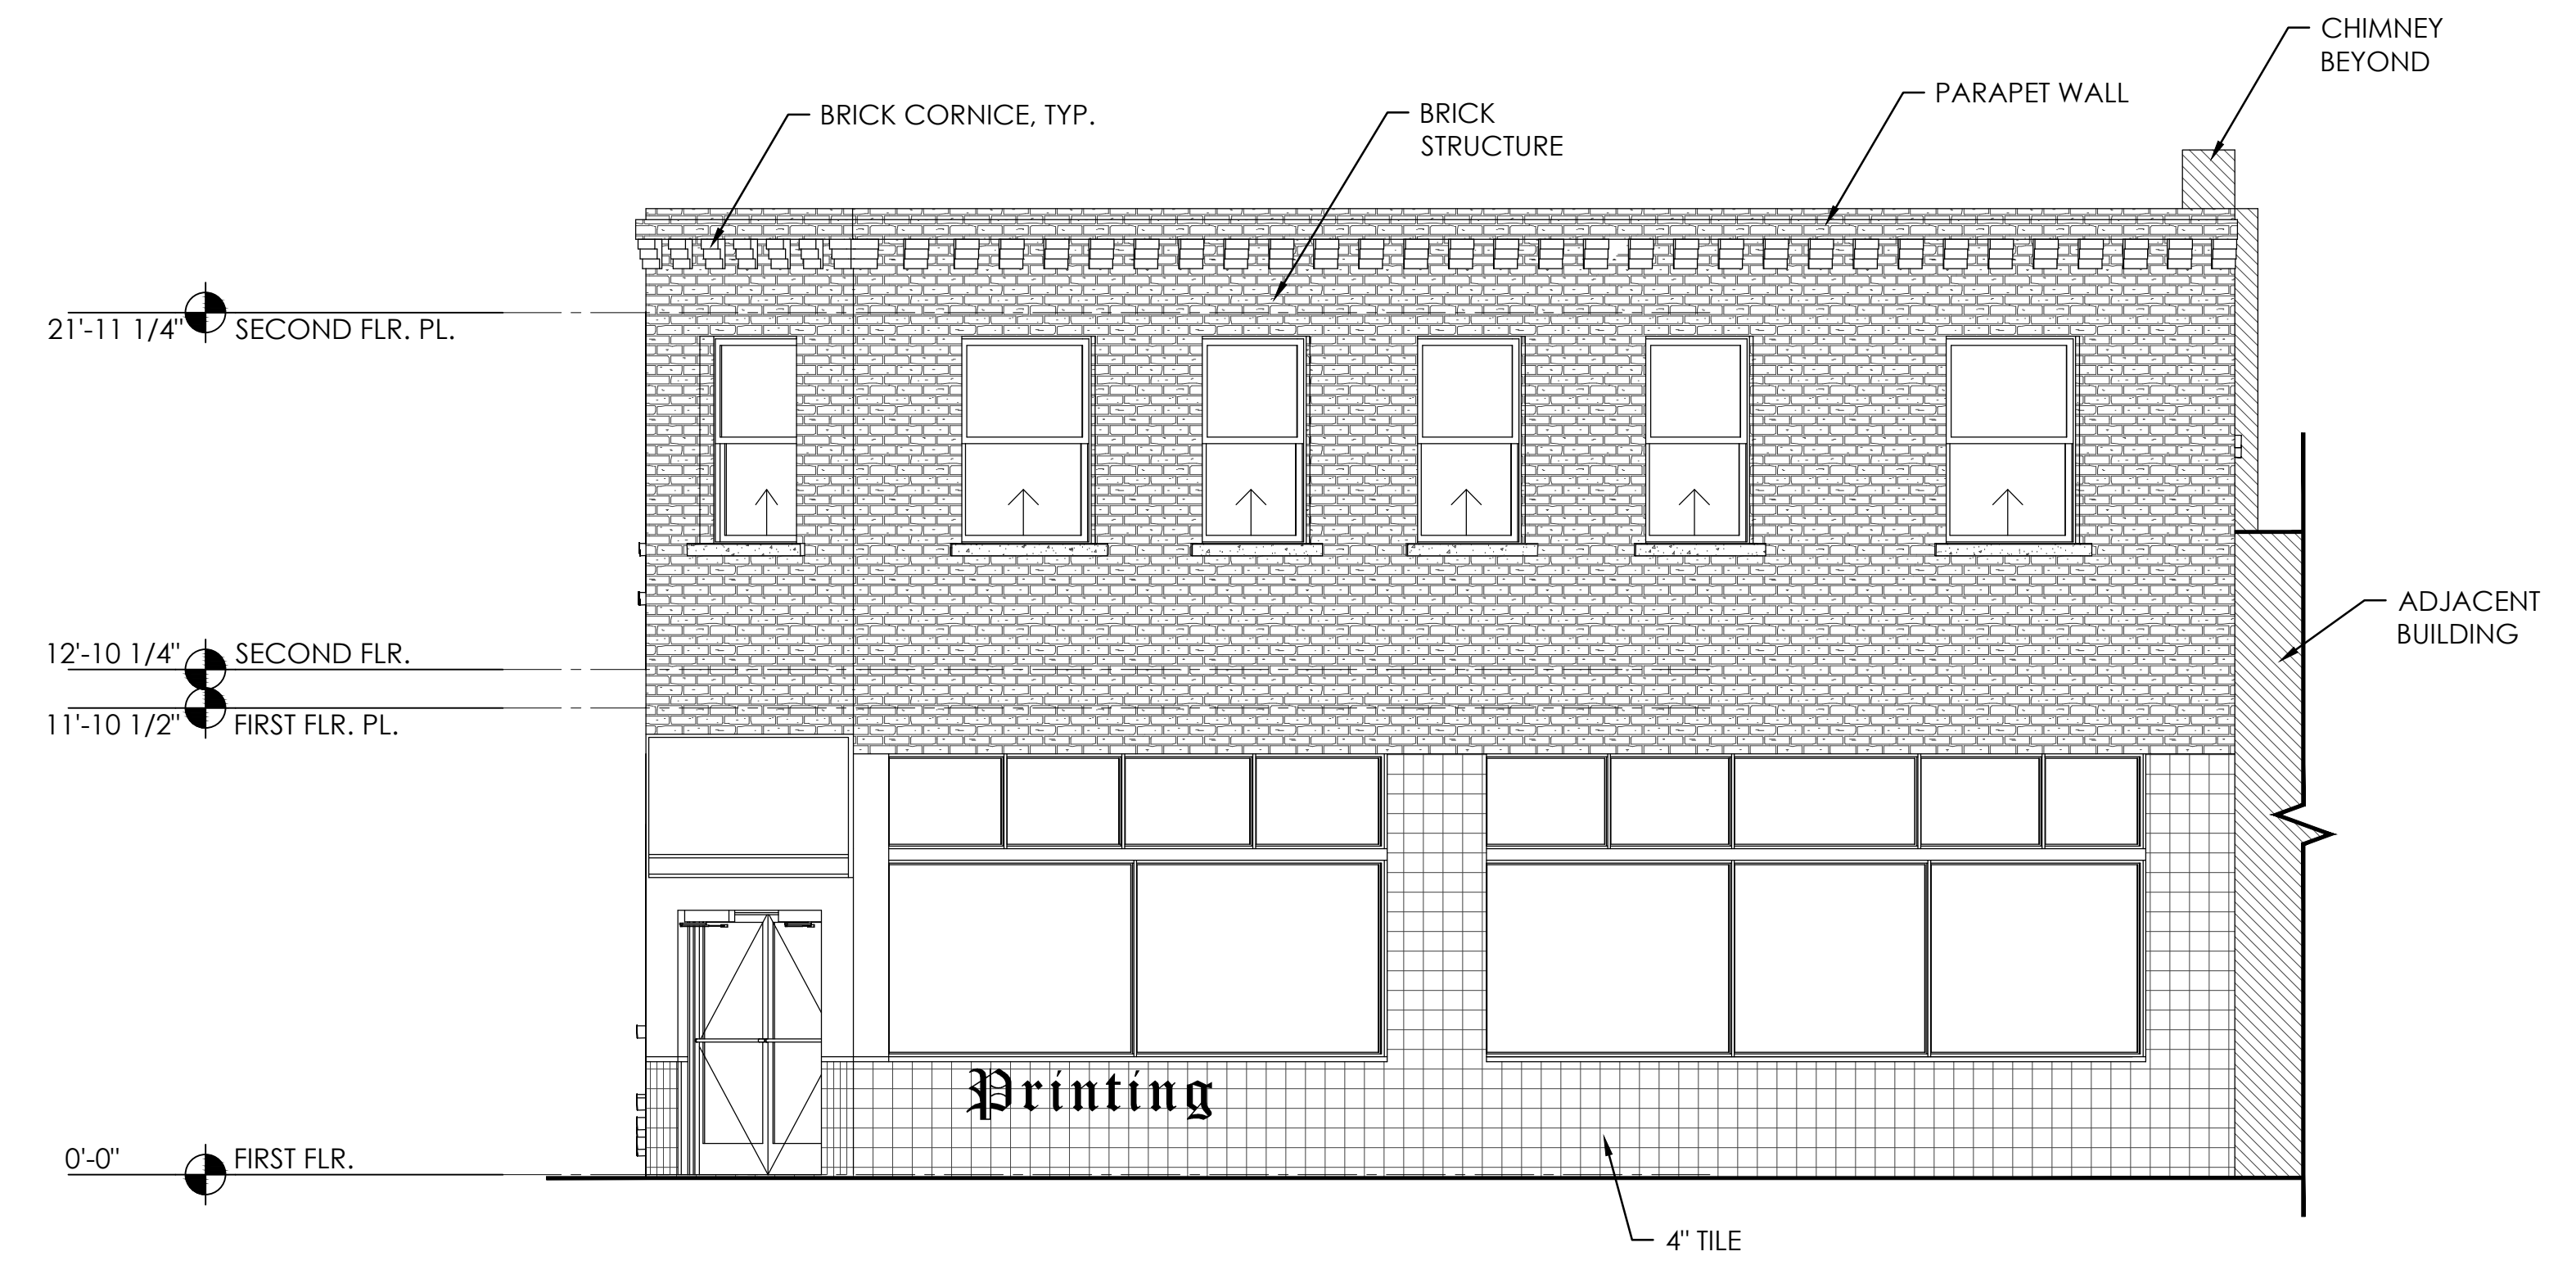 CHIMNEY
BEYOND
PARAPET WALL
BRICK CORNICE, TYP.
BRICK
STRUCTURE
21'-11 1/4" SECOND FLR. PL.
ADJACENT
BUILDING
12'-10 1/4" SECOND FLR.
11'-10 1/2" FIRST FLR. PL.
Printing
0'-0" FIRST FLR.
4" TILE